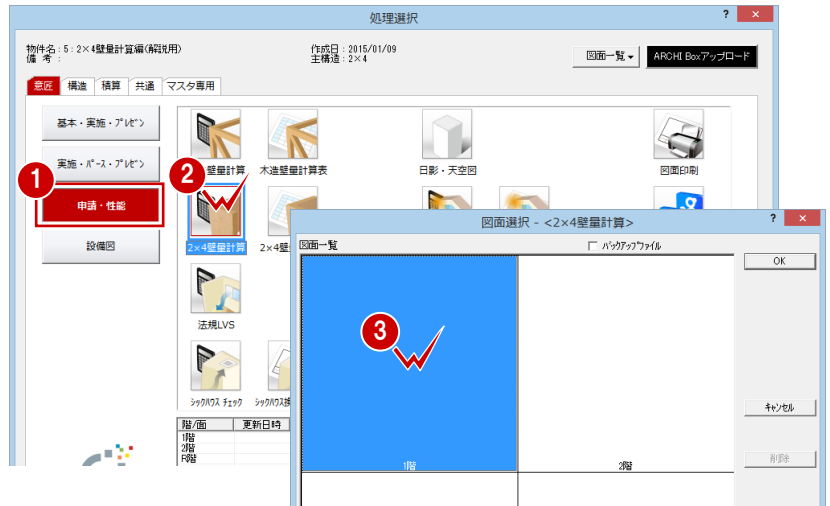 処理選択
? ×
物件名：5：2×4壁量計算編(解説用)
備 考：
作成日：2015/01/09
主構造：2×4
図面一覧
ARCHI Boxアップロード
意匠 構造 積算 共通 マスタ専用
基本・実施・プレゼン
実施・パース・プレゼン
申請・性能
設備図
1
2
壁量計算
木造壁量計算表
日影・天空図
図面印刷
2×4壁量計算
2×4壁
法規LVS
シックハウス チェック
シックハウス換
階/面 更新日時
1階
2階
R階
図面選択 - <2×4壁量計算>
? ×
図面一覧
バックアップファイル
OK
3
キャンセル
削除
1階
2階